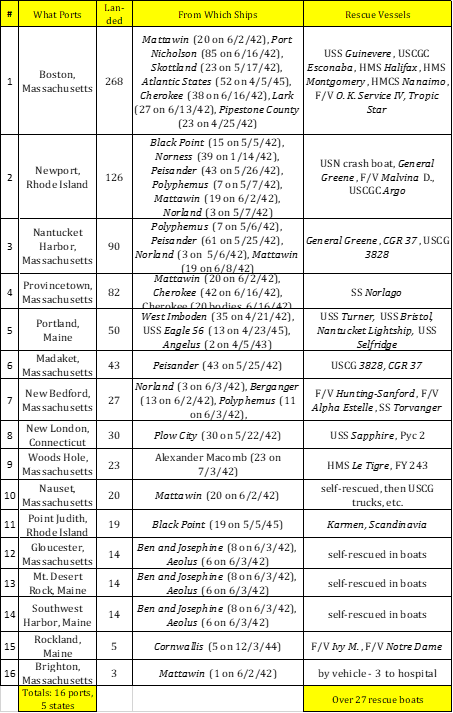 # What Ports Lan-ded From Which Ships Rescue Vessels
1 Boston, Massachusetts 268
Mattawin (20 on 6/2/42), Port
Nicholson (85 on 6/16/42),
Skottland (23 on 5/17/42),
Atlantic States (52 on 4/5/45),
Cherokee (38 on 6/16/42), Lark
(27 on 6/13/42), Pipestone County
(23 on 4/25/42)
USS Guinevere, USCGC
Esconaba, HMS Halifax, HMS
Montgomery, HMCS Nanaimo,
F/V O. K. Service IV, Tropic
Star
2 Newport, Rhode Island 126
Black Point (15 on 5/5/42),
Norness (39 on 1/14/42),
Peisander (43 on 5/26/42),
Polyphemus (7 on 5/7/42),
Mattawin (19 on 6/2/42),
Norland (3 on 5/7/42)
USN crash boat, General
Greene, F/V Malvina D.,
USCGC Argo
3 Nantucket Harbor, Massachusetts 90
Polyphemus (7 on 5/6/42),
Peisander (61 on 5/25/42),
Norland (3 on 5/6/42), Mattawin
(19 on 6/8/42)
General Greene, CGR 37, USCG
3828
4 Provincetown, Massachusetts 82
Mattawin (20 on 6/2/42),
Cherokee (42 on 6/16/42),
Cherokee (20 bodies, 6/16/42)
SS Norlago
5 Portland, Maine 50
West Imboden (35 on 4/21/42),
USS Eagle 56 (13 on 4/23/45),
Angelus (2 on 4/5/43)
USS Turner, USS Bristol,
Nantucket Lightship, USS
Selfridge
6 Madaket, Massachusetts 43
Peisander (43 on 5/25/42)
USCG 3828, CGR 37
7 New Bedford, Massachusetts 27
Norland (3 on 6/3/42), Berganger
(13 on 6/2/42), Polyphemus (11
on 6/3/42),
F/V Hunting-Sanford, F/V
Alpha Estelle, SS Torvanger
8 New London, Connecticut 30
Plow City (30 on 5/22/42)
USS Sapphire, Pyc 2
9 Woods Hole, Massachusetts 23
Alexander Macomb (23 on
7/3/42)
HMS Le Tigre, FY 243
10 Nauset, Massachusetts 20
Mattawin (20 on 6/2/42)
self-rescued, then USCG
trucks, etc.
11 Point Judith, Rhode Island 19
Black Point (19 on 5/5/45)
Karmen, Scandinavia
12 Gloucester, Massachusetts 14
Ben and Josephine (8 on 6/3/42),
Aeolus (6 on 6/3/42)
self-rescued in boats
13 Mt. Desert Rock, Maine 14
Ben and Josephine (8 on 6/3/42),
Aeolus (6 on 6/3/42)
self-rescued in boats
14 Southwest Harbor, Maine 14
Ben and Josephine (8 on 6/3/42),
Aeolus (6 on 6/3/42)
self-rescued in boats
15 Rockland, Maine 5
Cornwallis (5 on 12/3/44)
F/V Ivy M., F/V Notre Dame
16 Brighton, Massachusetts 3
Mattawin (1 on 6/2/42)
by vehicle - 3 to hospital
Totals: 16 ports,
5 states
Over 27 rescue boats